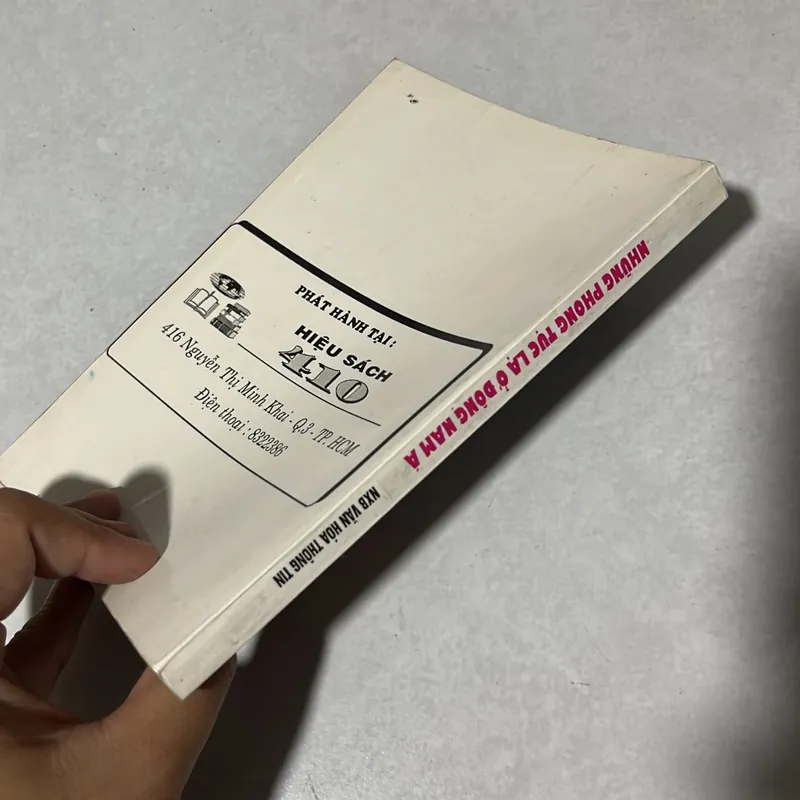 PHÁT HÀNH TẠI:
HIỆU SÁCH
410
416 Nguyễn Thị Minh Khai - Q.3 - TP. HCM
Điện thoại : 8322386
NHỮNG PHONG TỤC LẠ Ở ĐÔNG NAM Á
NXB VĂN HÓA THÔNG TIN